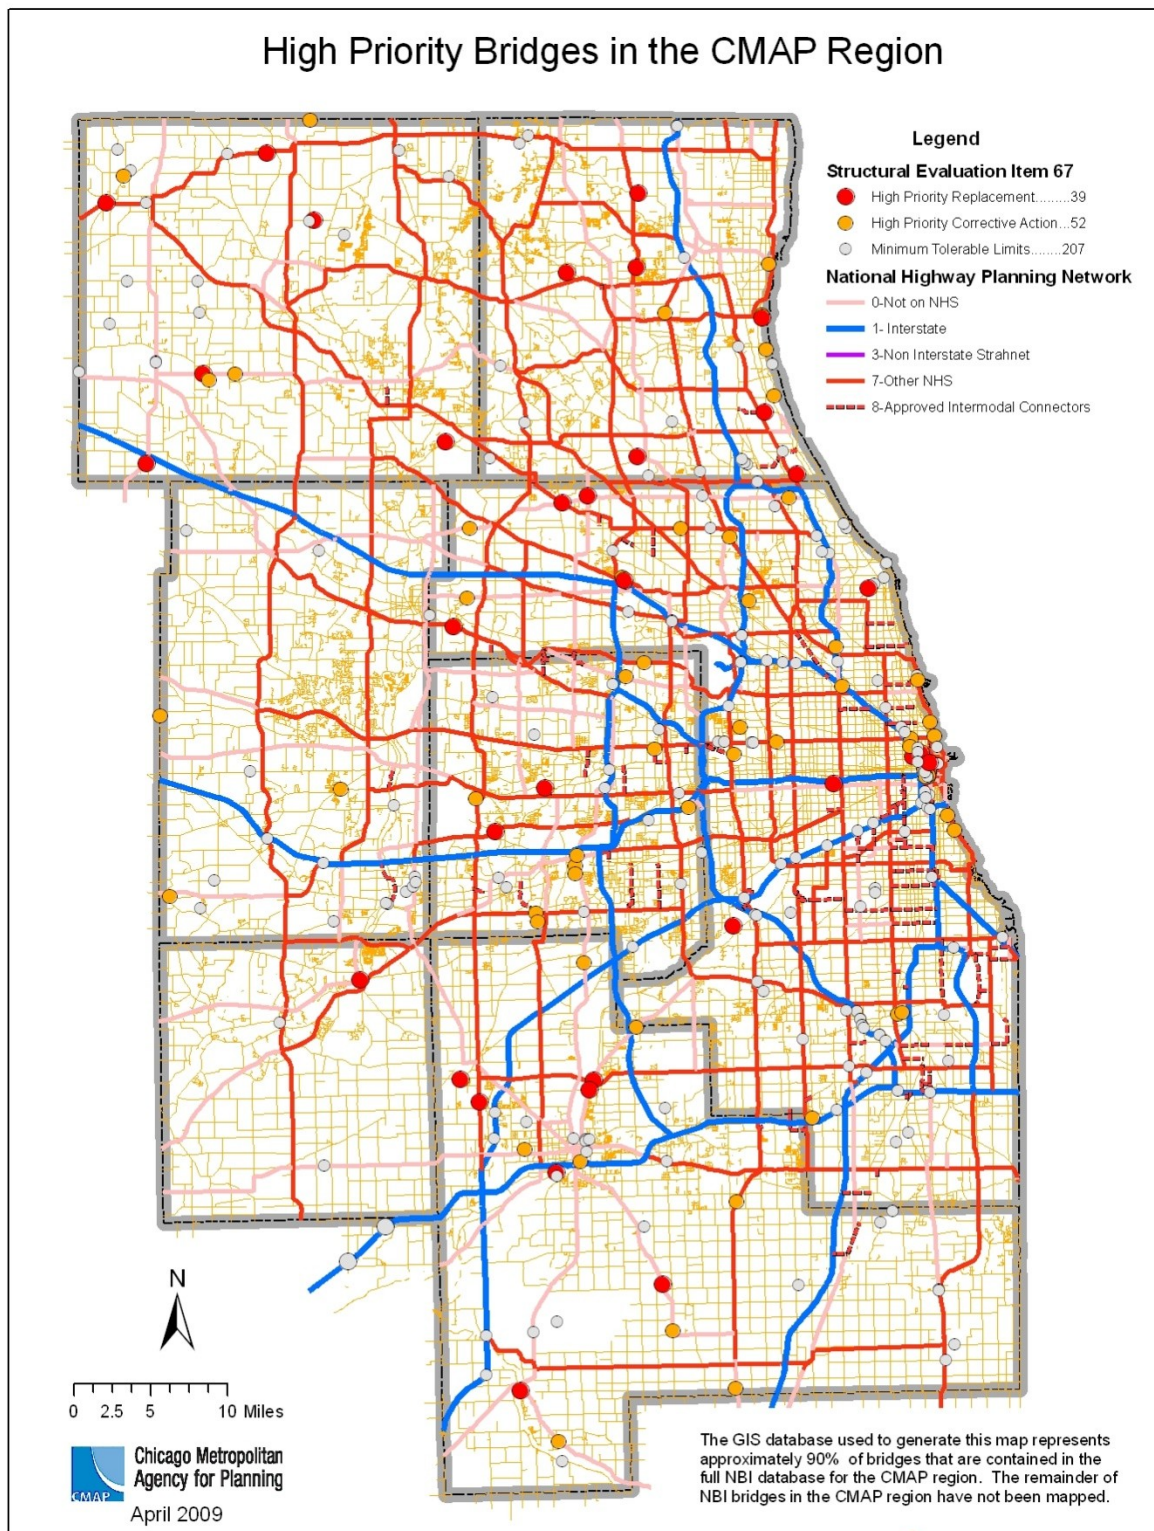 High Priority Bridges in the CMAP Region
Legend
Structural Evaluation Item 67
High Priority Replacement.........39
High Priority Corrective Action...52
Minimum Tolerable Limits........207
National Highway Planning Network
0-Not on NHS
1- Interstate
3-Non Interstate Strahnet
7-Other NHS
8-Approved Intermodal Connectors
N
0 2.5 5 10 Miles
CMAP
Chicago Metropolitan
Agency for Planning
April 2009
The GIS database used to generate this map represents
approximately 90% of bridges that are contained in the
full NBI database for the CMAP region. The remainder of
NBI bridges in the CMAP region have not been mapped.